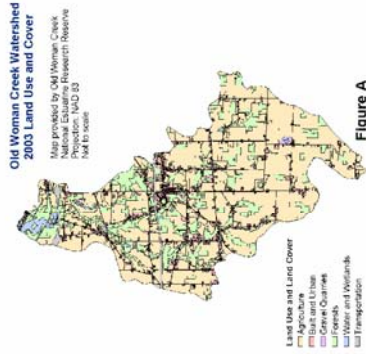 Old Woman Creek Watershed
2003 Land Use and Cover
Map provided by Old Woman Creek
National Estuarine Research Reserve
Projection: NAD 83
Not to scale
Land Use and Land Cover
Agriculture
Built and Urban
Gravel Quarries
Forests
Water and Wetlands
Transportation
Figure A